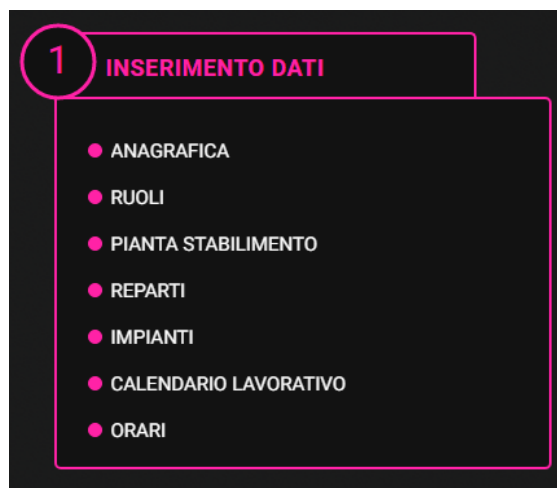 1
INSERIMENTO DATI
ANAGRAFICA
RUOLI
PIANTA STABILIMENTO
REPARTI
IMPIANTI
CALENDARIO LAVORATIVO
ORARI